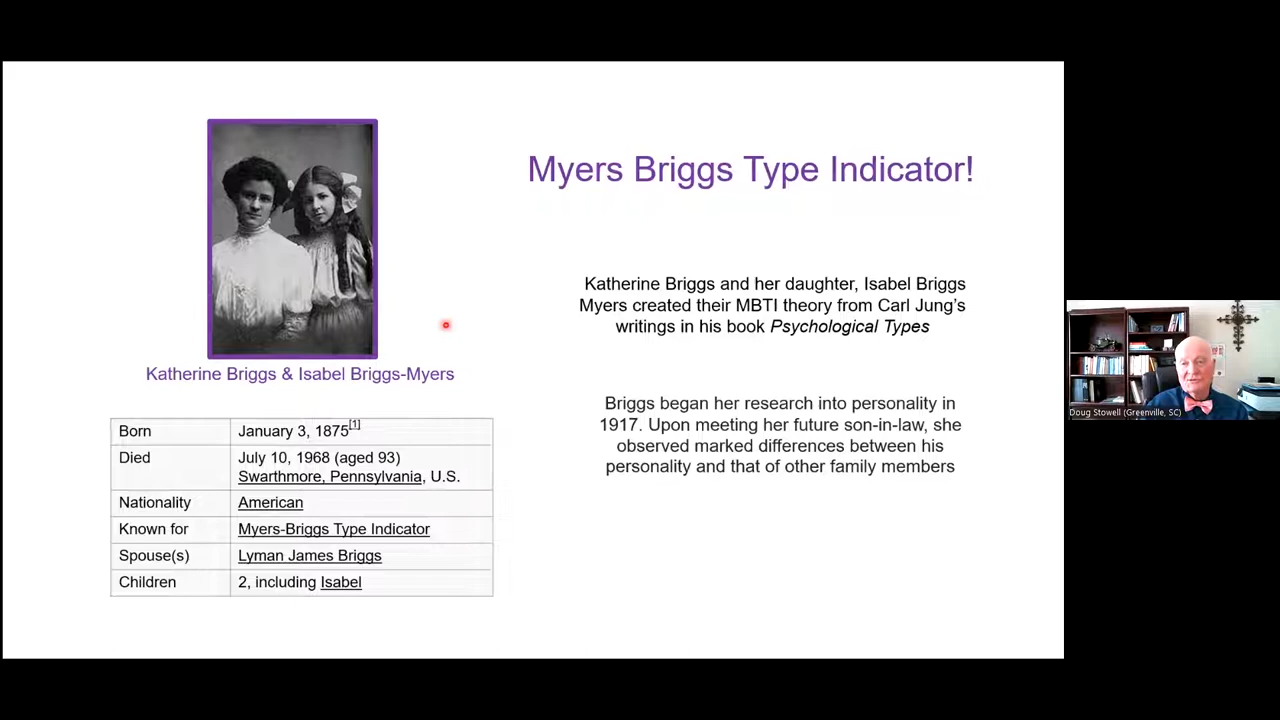 Myers Briggs Type Indicator!
Katherine Briggs and her daughter, Isabel Briggs
Myers created their MBTI theory from Carl Jung’s
writings in his book Psychological Types
Briggs began her research into personality in
1917. Upon meeting her future son-in-law, she
observed marked differences between his
personality and that of other family members
Katherine Briggs & Isabel Briggs-Myers
Born January 3, 1875[1]
Died July 10, 1968 (aged 93)
Swarthmore, Pennsylvania, U.S.
Nationality American
Known for Myers-Briggs Type Indicator
Spouse(s) Lyman James Briggs
Children 2, including Isabel
Doug Stowell (Greenville, SC)